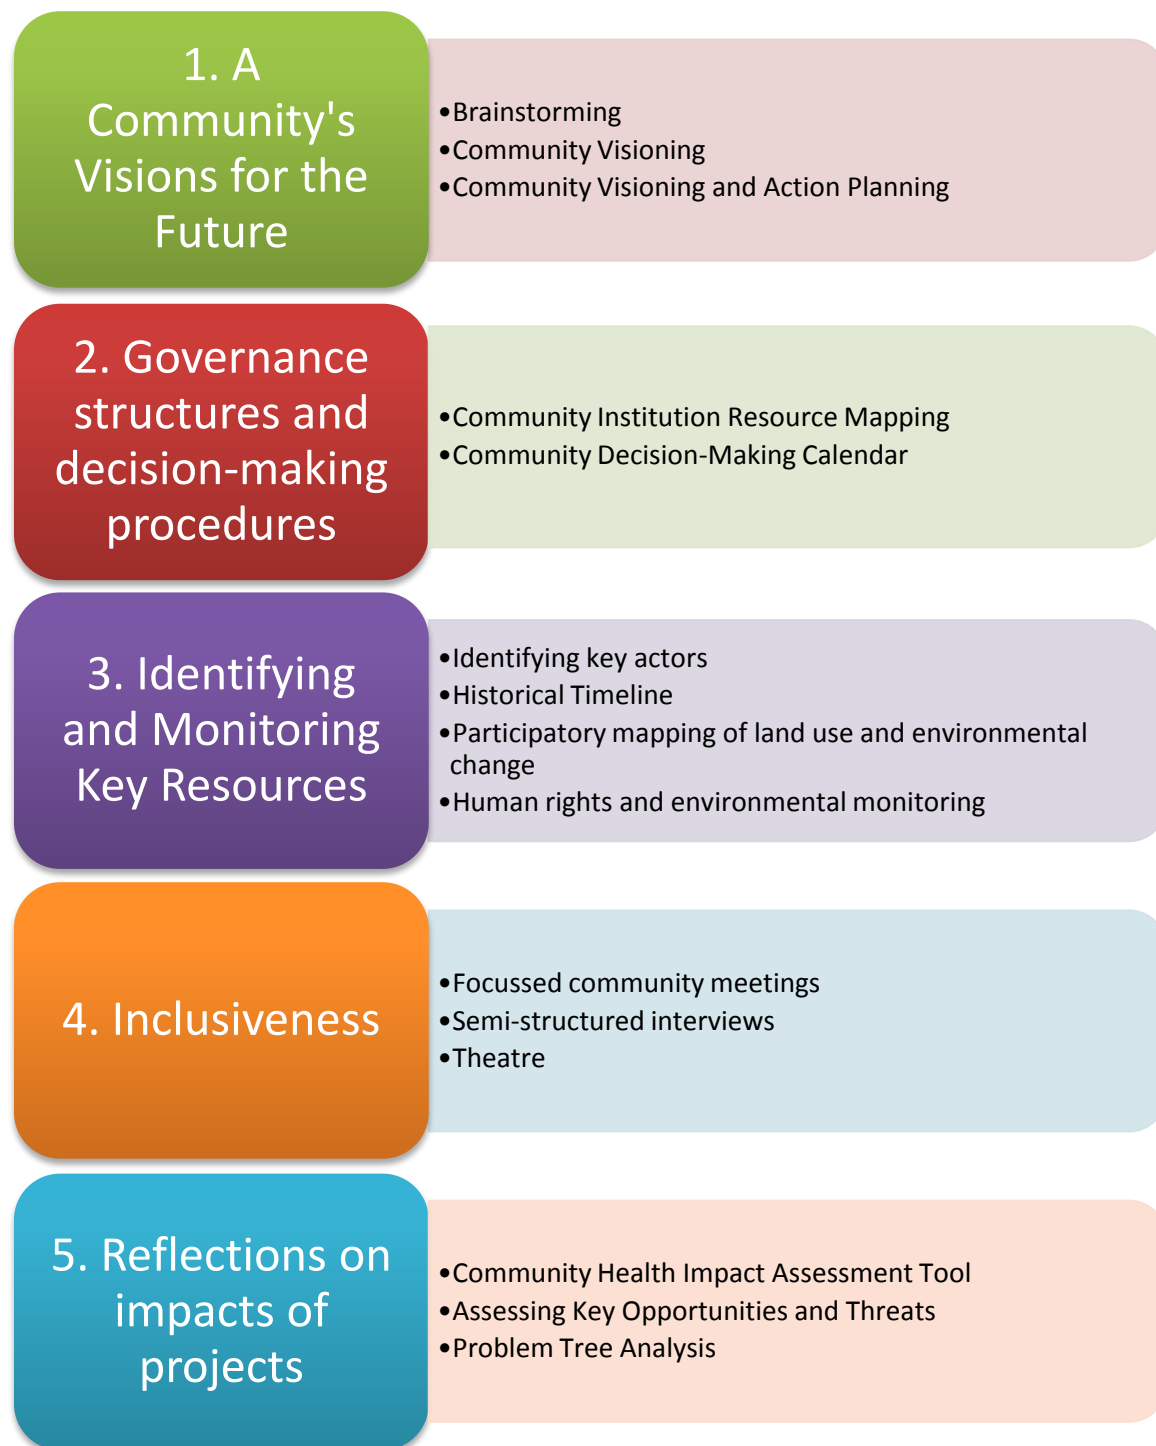 1. A
Community's
Visions for the
Future
•Brainstorming
•Community Visioning
•Community Visioning and Action Planning
2. Governance
structures and
decision-making
procedures
•Community Institution Resource Mapping
•Community Decision-Making Calendar
3. Identifying
and Monitoring
Key Resources
•Identifying key actors
•Historical Timeline
•Participatory mapping of land use and environmental
change
•Human rights and environmental monitoring
4. Inclusiveness
•Focussed community meetings
•Semi-structured interviews
•Theatre
5. Reflections on
impacts of
projects
•Community Health Impact Assessment Tool
•Assessing Key Opportunities and Threats
•Problem Tree Analysis